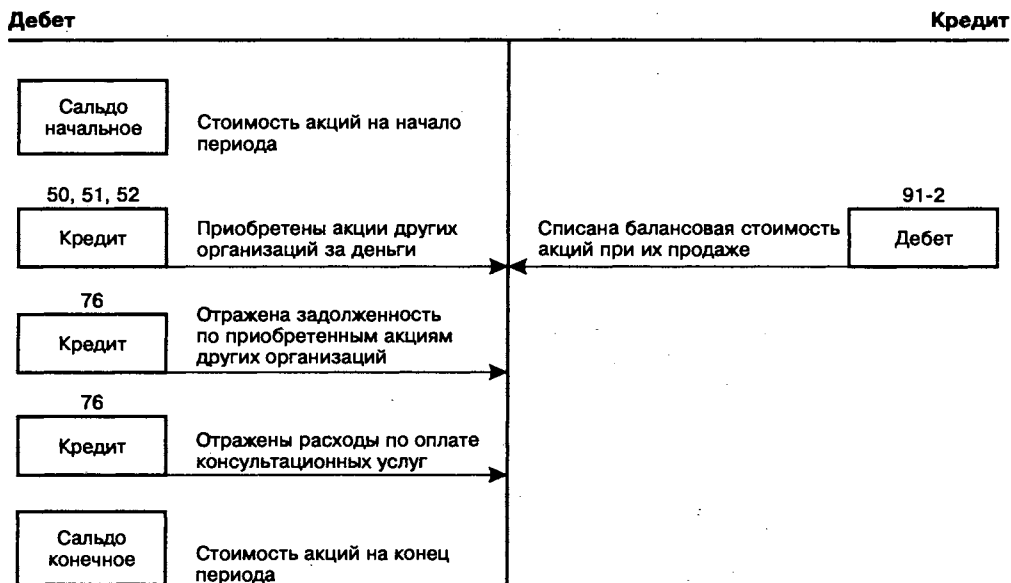 Дебет
Кредит
Сальдо
начальное
Стоимость акций на начало
периода
50, 51, 52
Кредит
Приобретены акции других
организаций за деньги
Списана балансовая стоимость
акций при их продаже
91-2
Дебет
76
Кредит
Отражена задолженность
по приобретенным акциям
других организаций
76
Кредит
Отражены расходы по оплате
консультационных услуг
Сальдо
конечное
Стоимость акций на конец
периода